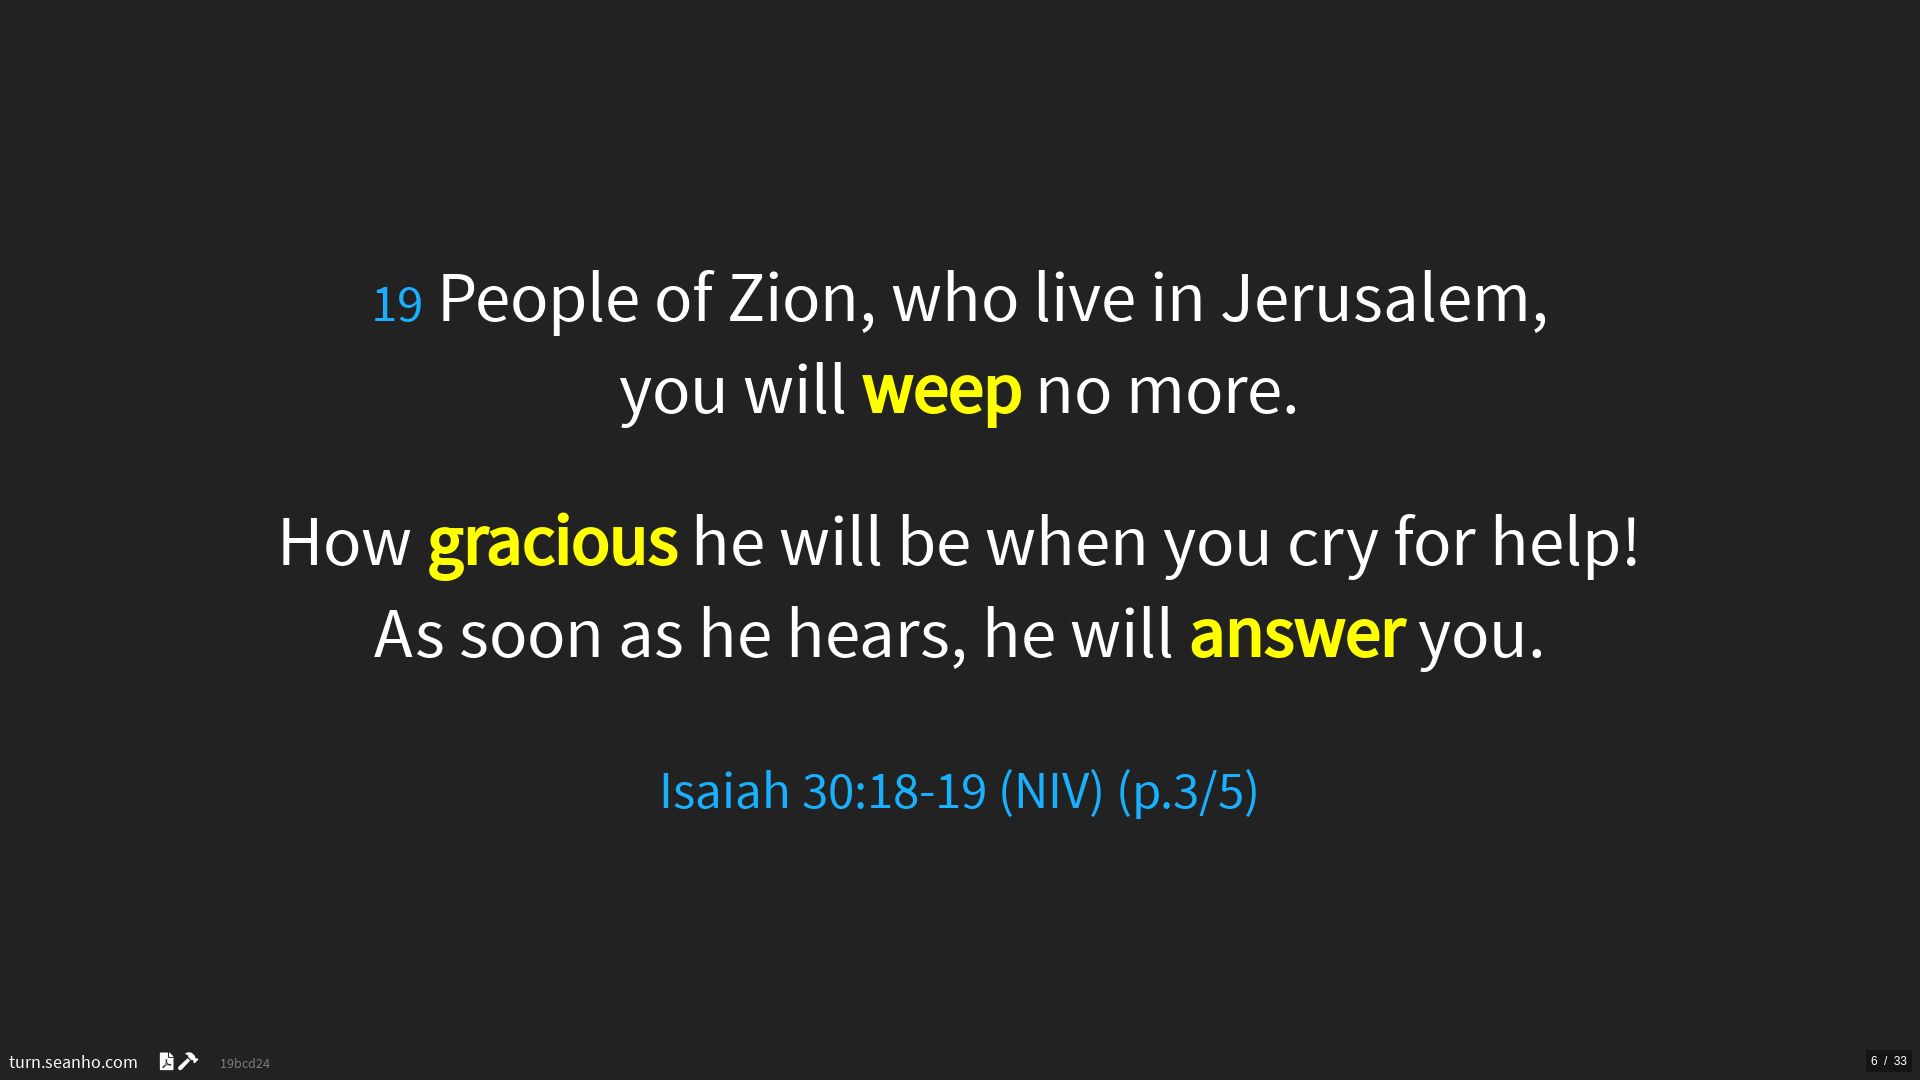 19 People of Zion, who live in Jerusalem,
you will weep no more.
How gracious he will be when you cry for help!
As soon as he hears, he will answer you.
Isaiah 30:18-19 (NIV) (p.3/5)
turn.seanho.com 19bcd24
6 / 33